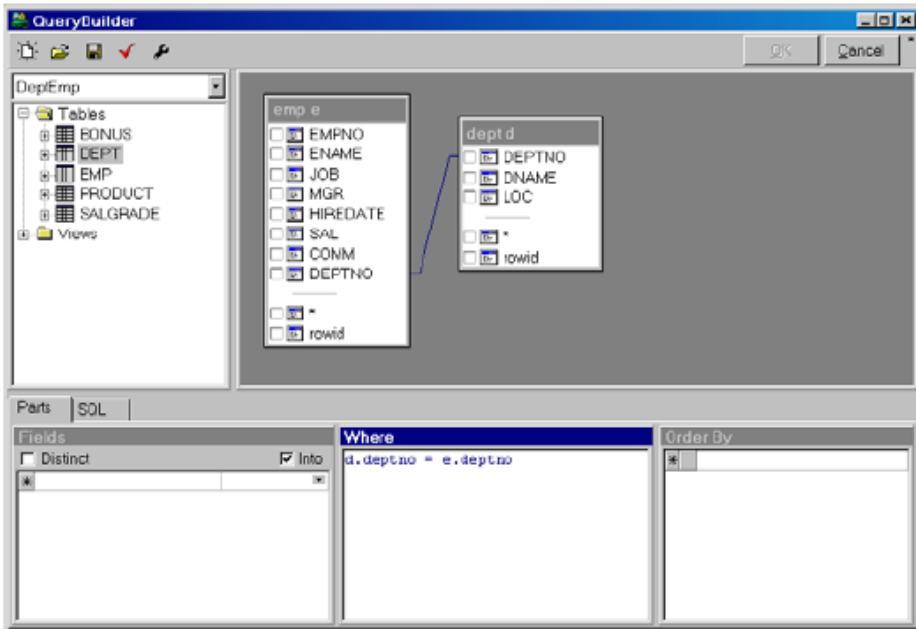 QueryBuilder
OK
Cancel
DeptEmp
Tables
BONUS
DEPT
EMP
PRODUCT
SALGRADE
Views
emp e
EMPNO
ENAME
JOB
MGR
HIREDATE
SAL
COMM
DEPTNO
*
rowid
dept d
DEPTNO
DNAME
LOC
*
rowid
Parts
SQL
Fields
Distinct
Into
*
Where
d.deptno = e.deptno
Order By
*